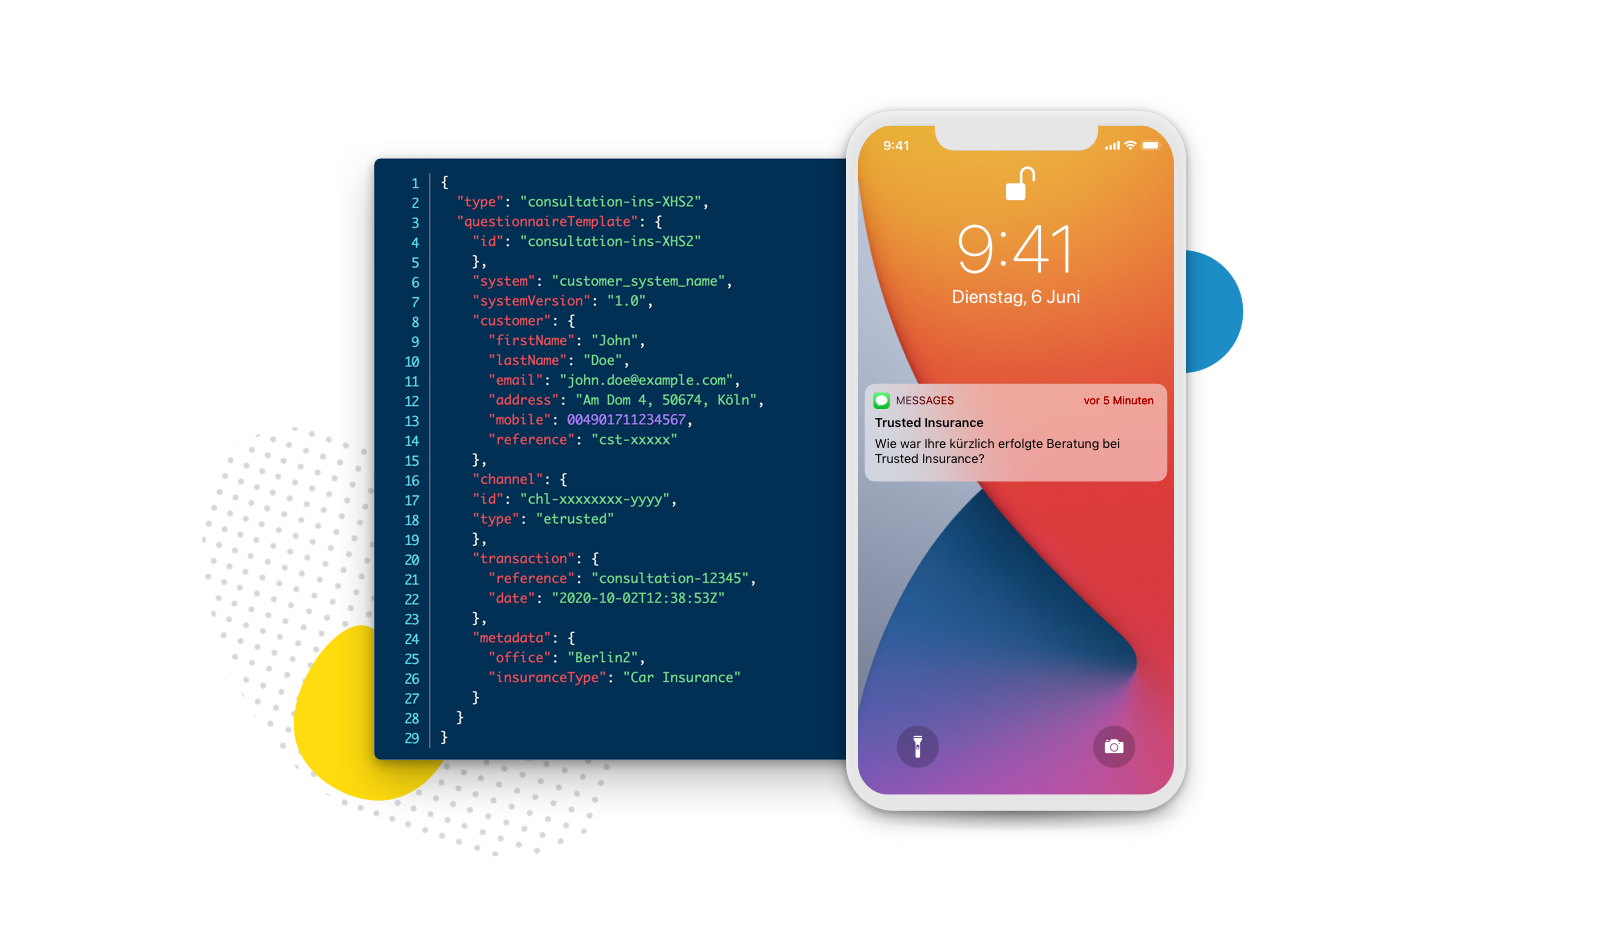 1 {
2 "type": "consultation-ins-XHS2",
3 "questionnaireTemplate": {
4 "id": "consultation-ins-XHS2"
5 },
6 "system": "customer_system_name",
7 "systemVersion": "1.0",
8 "customer": {
9 "firstName": "John",
10 "lastName": "Doe",
11 "email": "john.doe@example.com",
12 "address": "Am Dom 4, 50674, Köln",
13 "mobile": 004901711234567,
14 "reference": "cst-xxxxx"
15 },
16 "channel": {
17 "id": "chl-xxxxxxxx-yyyy",
18 "type": "etrusted"
19 },
20 "transaction": {
21 "reference": "consultation-12345",
22 "date": "2020-10-02T12:38:53Z"
23 },
24 "metadata": {
25 "office": "Berlin2",
26 "insuranceType": "Car Insurance"
27 }
28 }
29 }
9:41
9:41
Dienstag, 6 Juni
MESSAGES vor 5 Minuten
Trusted Insurance
Wie war Ihre kürzlich erfolgte Beratung bei
Trusted Insurance?